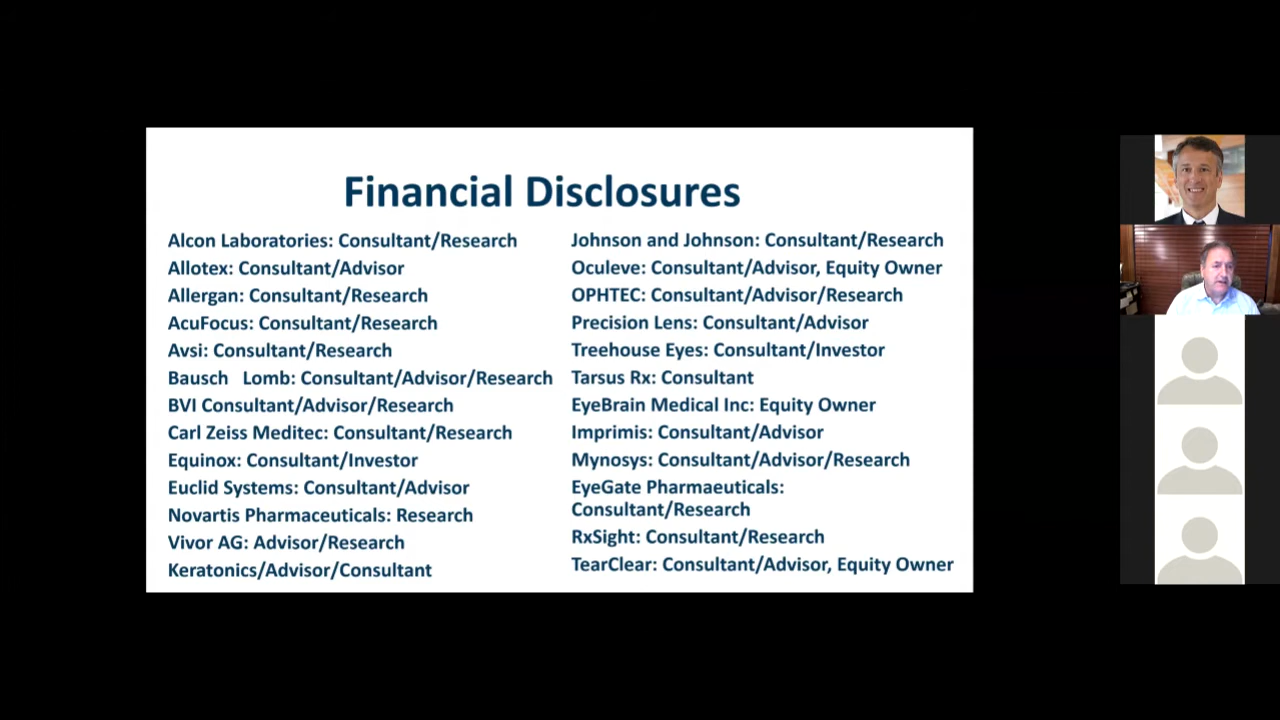 Financial Disclosures
Alcon Laboratories: Consultant/Research
Allotex: Consultant/Advisor
Allergan: Consultant/Research
AcuFocus: Consultant/Research
Avsi: Consultant/Research
Bausch Lomb: Consultant/Advisor/Research
BVI Consultant/Advisor/Research
Carl Zeiss Meditec: Consultant/Research
Equinox: Consultant/Investor
Euclid Systems: Consultant/Advisor
Novartis Pharmaceuticals: Research
Vivor AG: Advisor/Research
Keratonics/Advisor/Consultant
Johnson and Johnson: Consultant/Research
Oculeve: Consultant/Advisor, Equity Owner
OPHTEC: Consultant/Advisor/Research
Precision Lens: Consultant/Advisor
Treehouse Eyes: Consultant/Investor
Tarsus Rx: Consultant
EyeBrain Medical Inc: Equity Owner
Imprimis: Consultant/Advisor
Mynosys: Consultant/Advisor/Research
EyeGate Pharmaeuticals:
Consultant/Research
RxSight: Consultant/Research
TearClear: Consultant/Advisor, Equity Owner